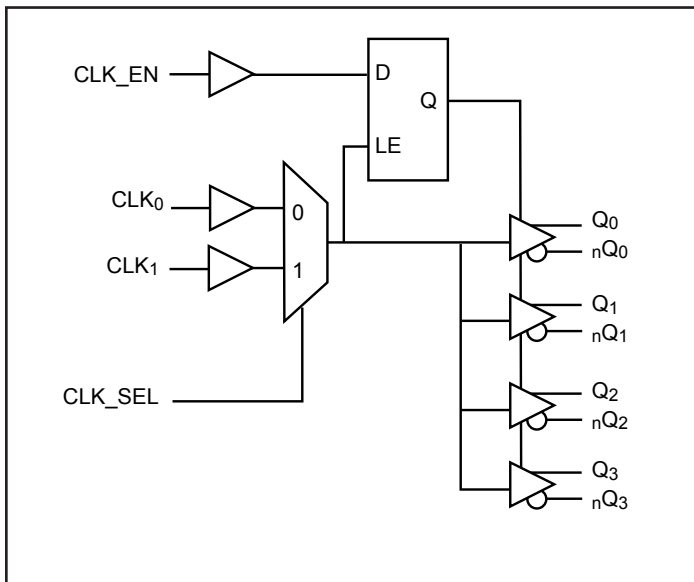 CLK_EN
D
Q
LE
CLK0
0
CLK1
1
CLK_SEL
Q0
nQ0
Q1
nQ1
Q2
nQ2
Q3
nQ3